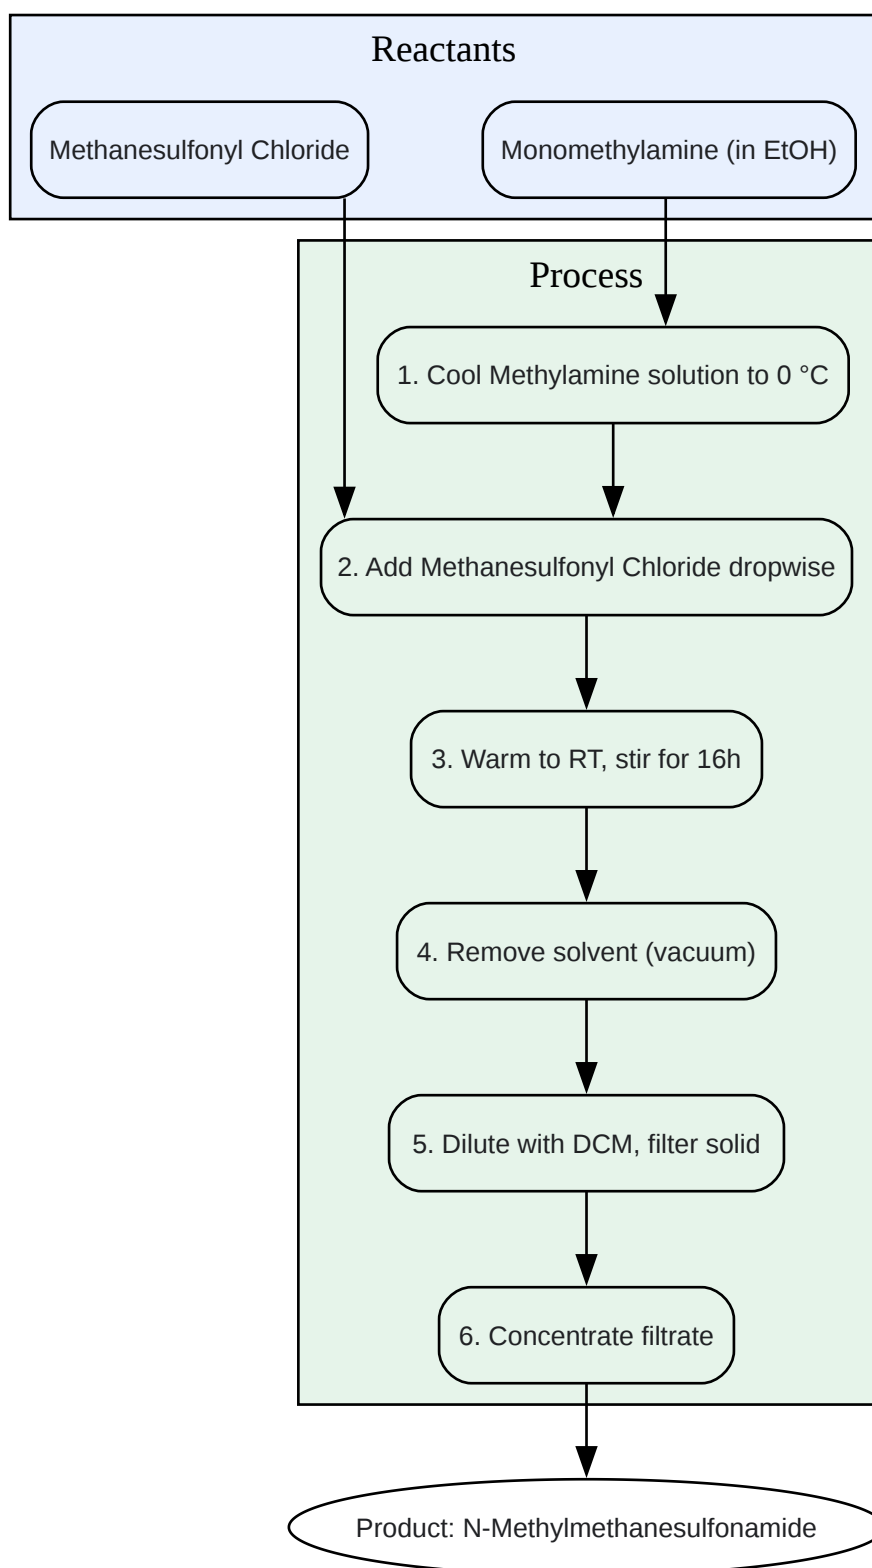 Reactants
Methanesulfonyl Chloride
Monomethylamine (in EtOH)
Process
1. Cool Methylamine solution to 0 °C
2. Add Methanesulfonyl Chloride dropwise
3. Warm to RT, stir for 16h
4. Remove solvent (vacuum)
5. Dilute with DCM, filter solid
6. Concentrate filtrate
Product: N-Methylmethanesulfonamide